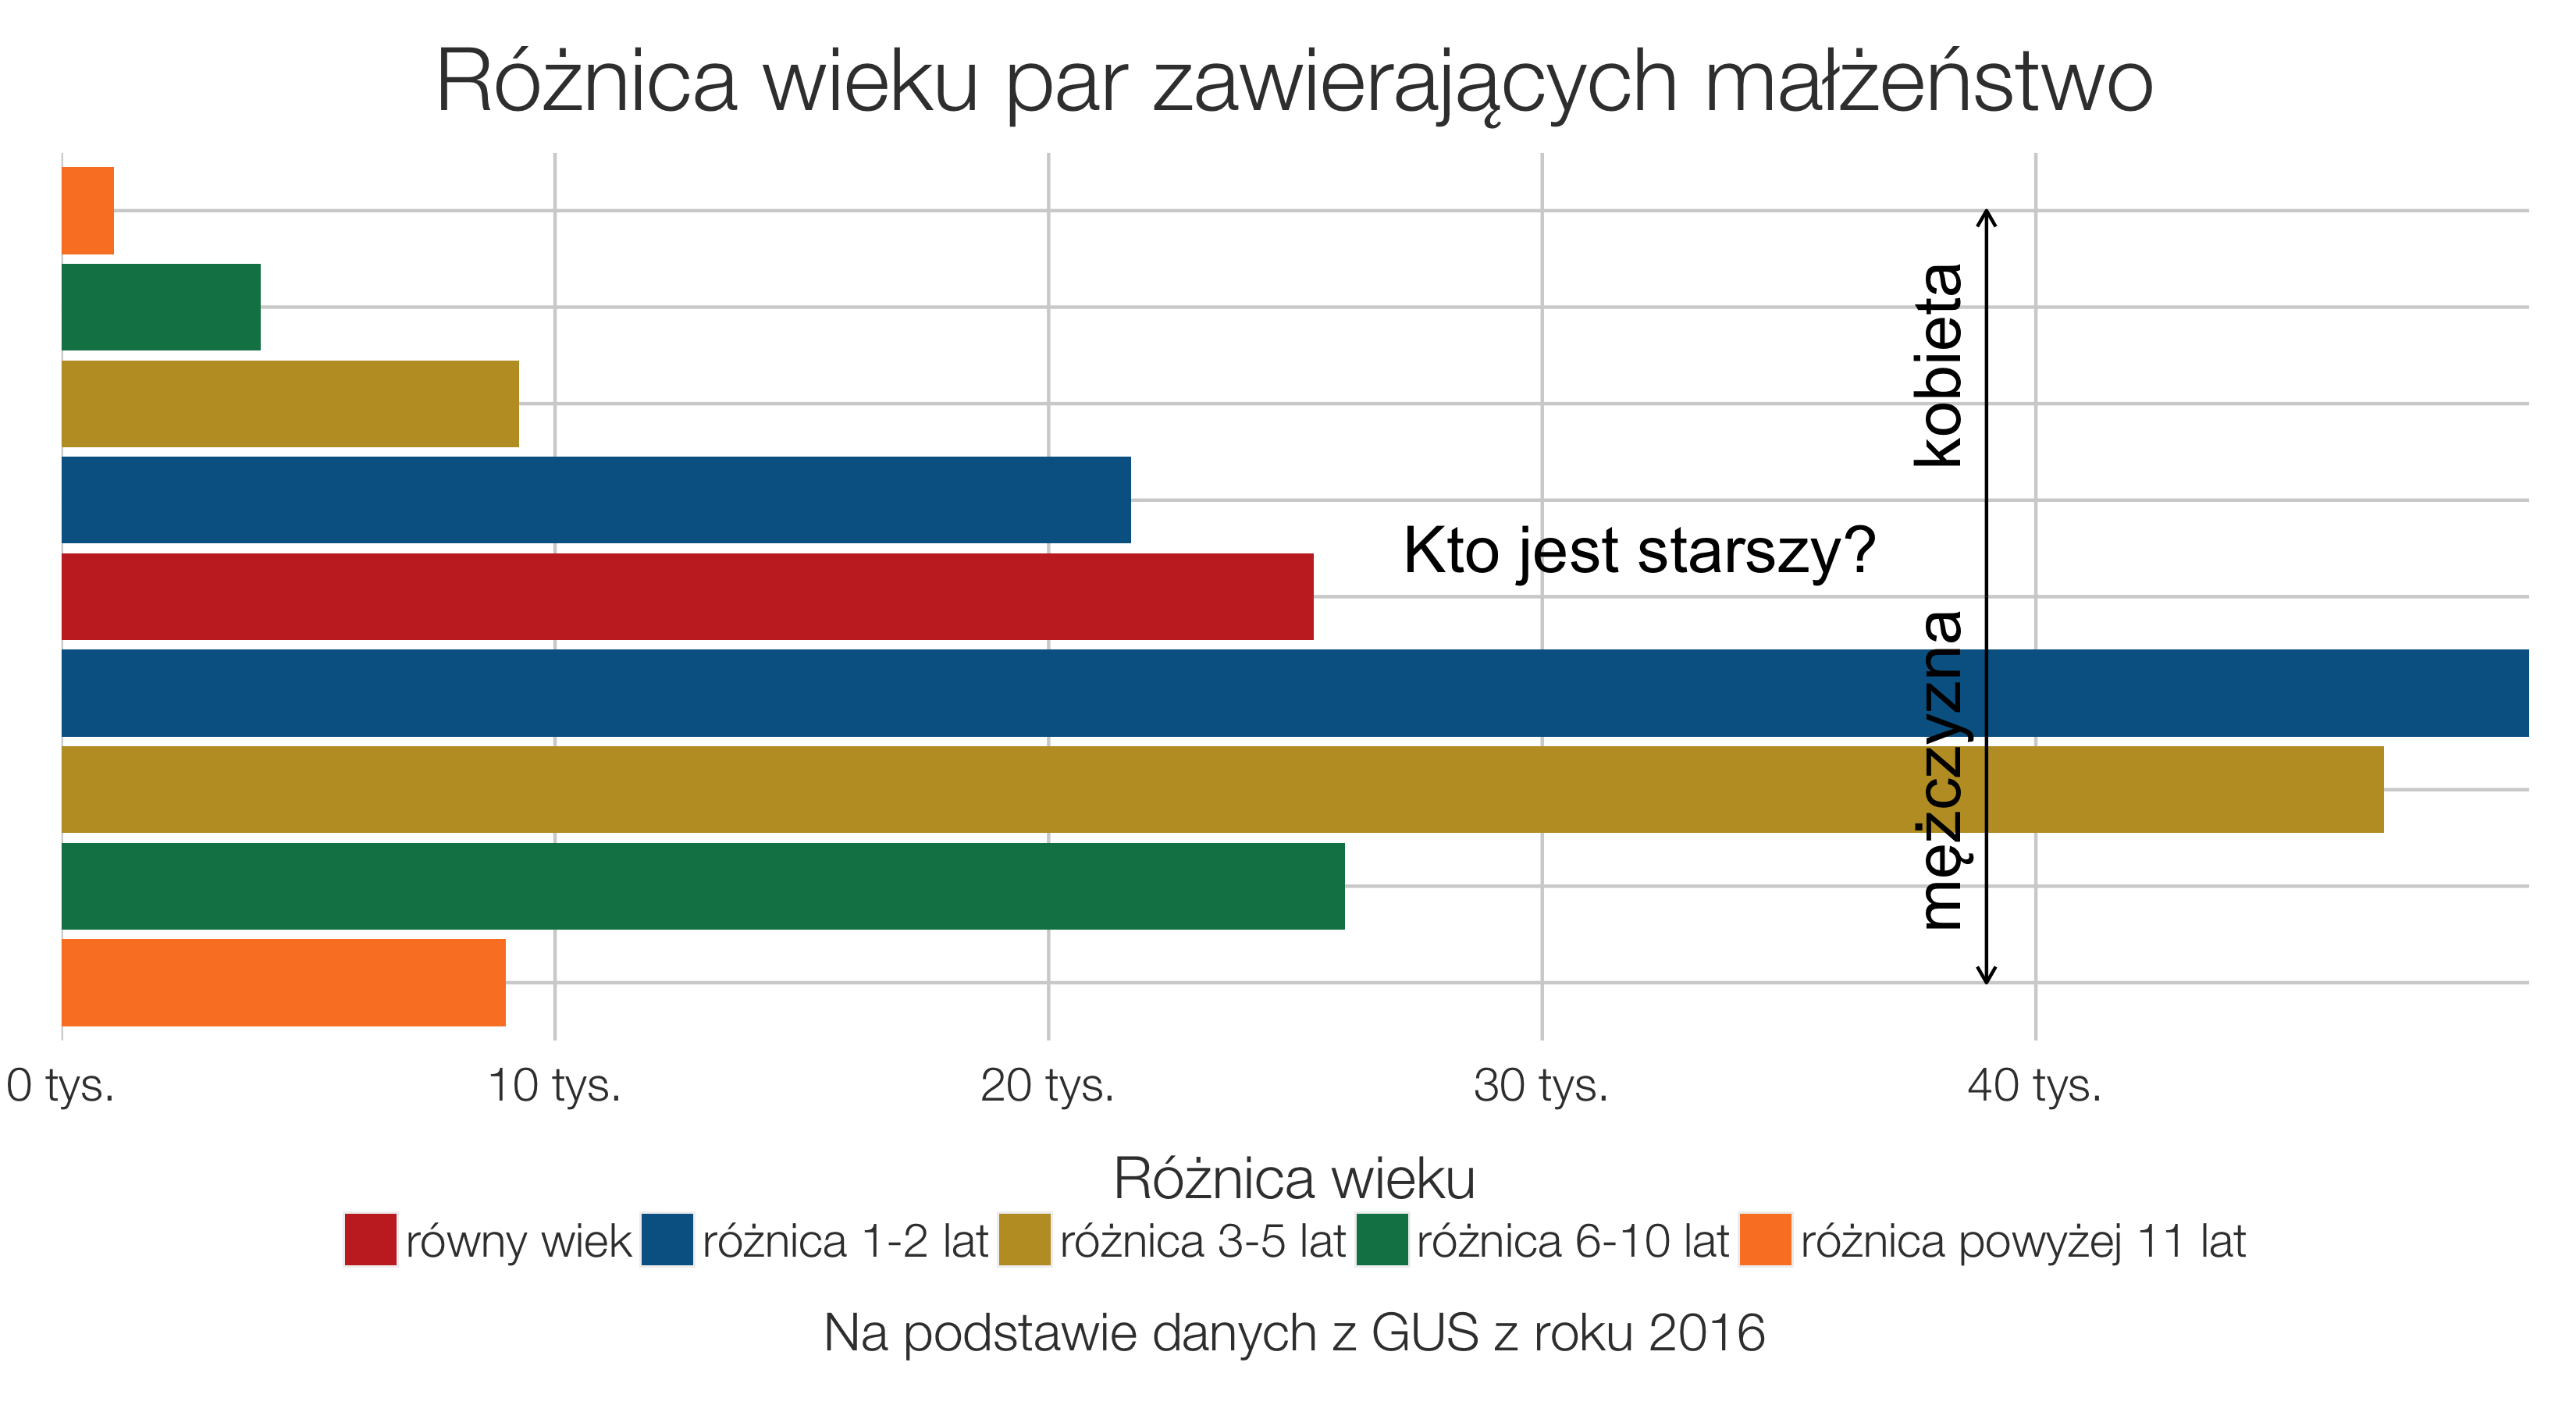 Różnica wieku par zawierających małżeństwo
kobieta
Kto jest starszy?
mężczyzna
0 tys. 10 tys. 20 tys. 30 tys. 40 tys.
Różnica wieku
równy wiek różnica 1-2 lat różnica 3-5 lat różnica 6-10 lat różnica powyżej 11 lat
Na podstawie danych z GUS z roku 2016